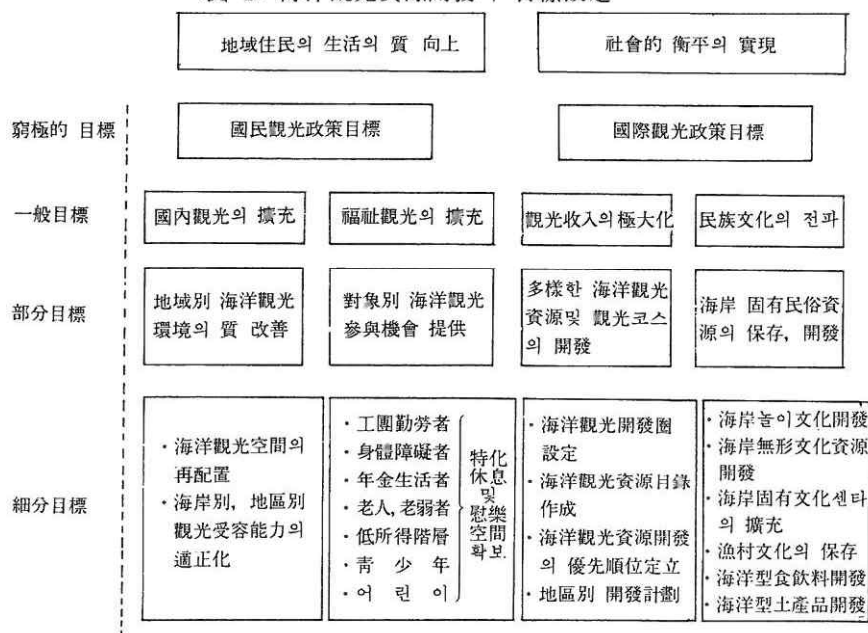 地域住民의 生活의 質 向上
社會的 衡平의 實現
窮極的 目標
國民觀光政策目標
國際觀光政策目標
一般目標
國內觀光의 擴充
福祉觀光의 擴充
觀光收入의 極大化
民族文化의 전파
部分目標
地域別 海洋觀光
環境의 質 改善
對象別 海洋觀光
參與機會 提供
多樣한 海洋觀光
資源및 觀光코스
의 開發
海岸 固有民俗資
源의 保存, 開發
細分目標
·海洋觀光空間의
再配置
·海岸別, 地區別
觀光受容能力의
適正化
·工團勤勞者
·身體障礙者
·年金生活者
·老人, 老弱者
·低所得階層
·靑 少 年
·어 린 이
特化
休息
및
慰樂
空間
확보
·海洋觀光開發圈
設定
·海洋觀光資源目錄
作成
·海洋觀光資源開發
의 優先順位定立
·地區別 開發計劃
·海岸놀이文化開發
·海岸無形文化資源
開發
·海岸固有文化센타
의 擴充
·漁村文化의 保存
·海洋型食飮料開發
·海洋型土產品開發